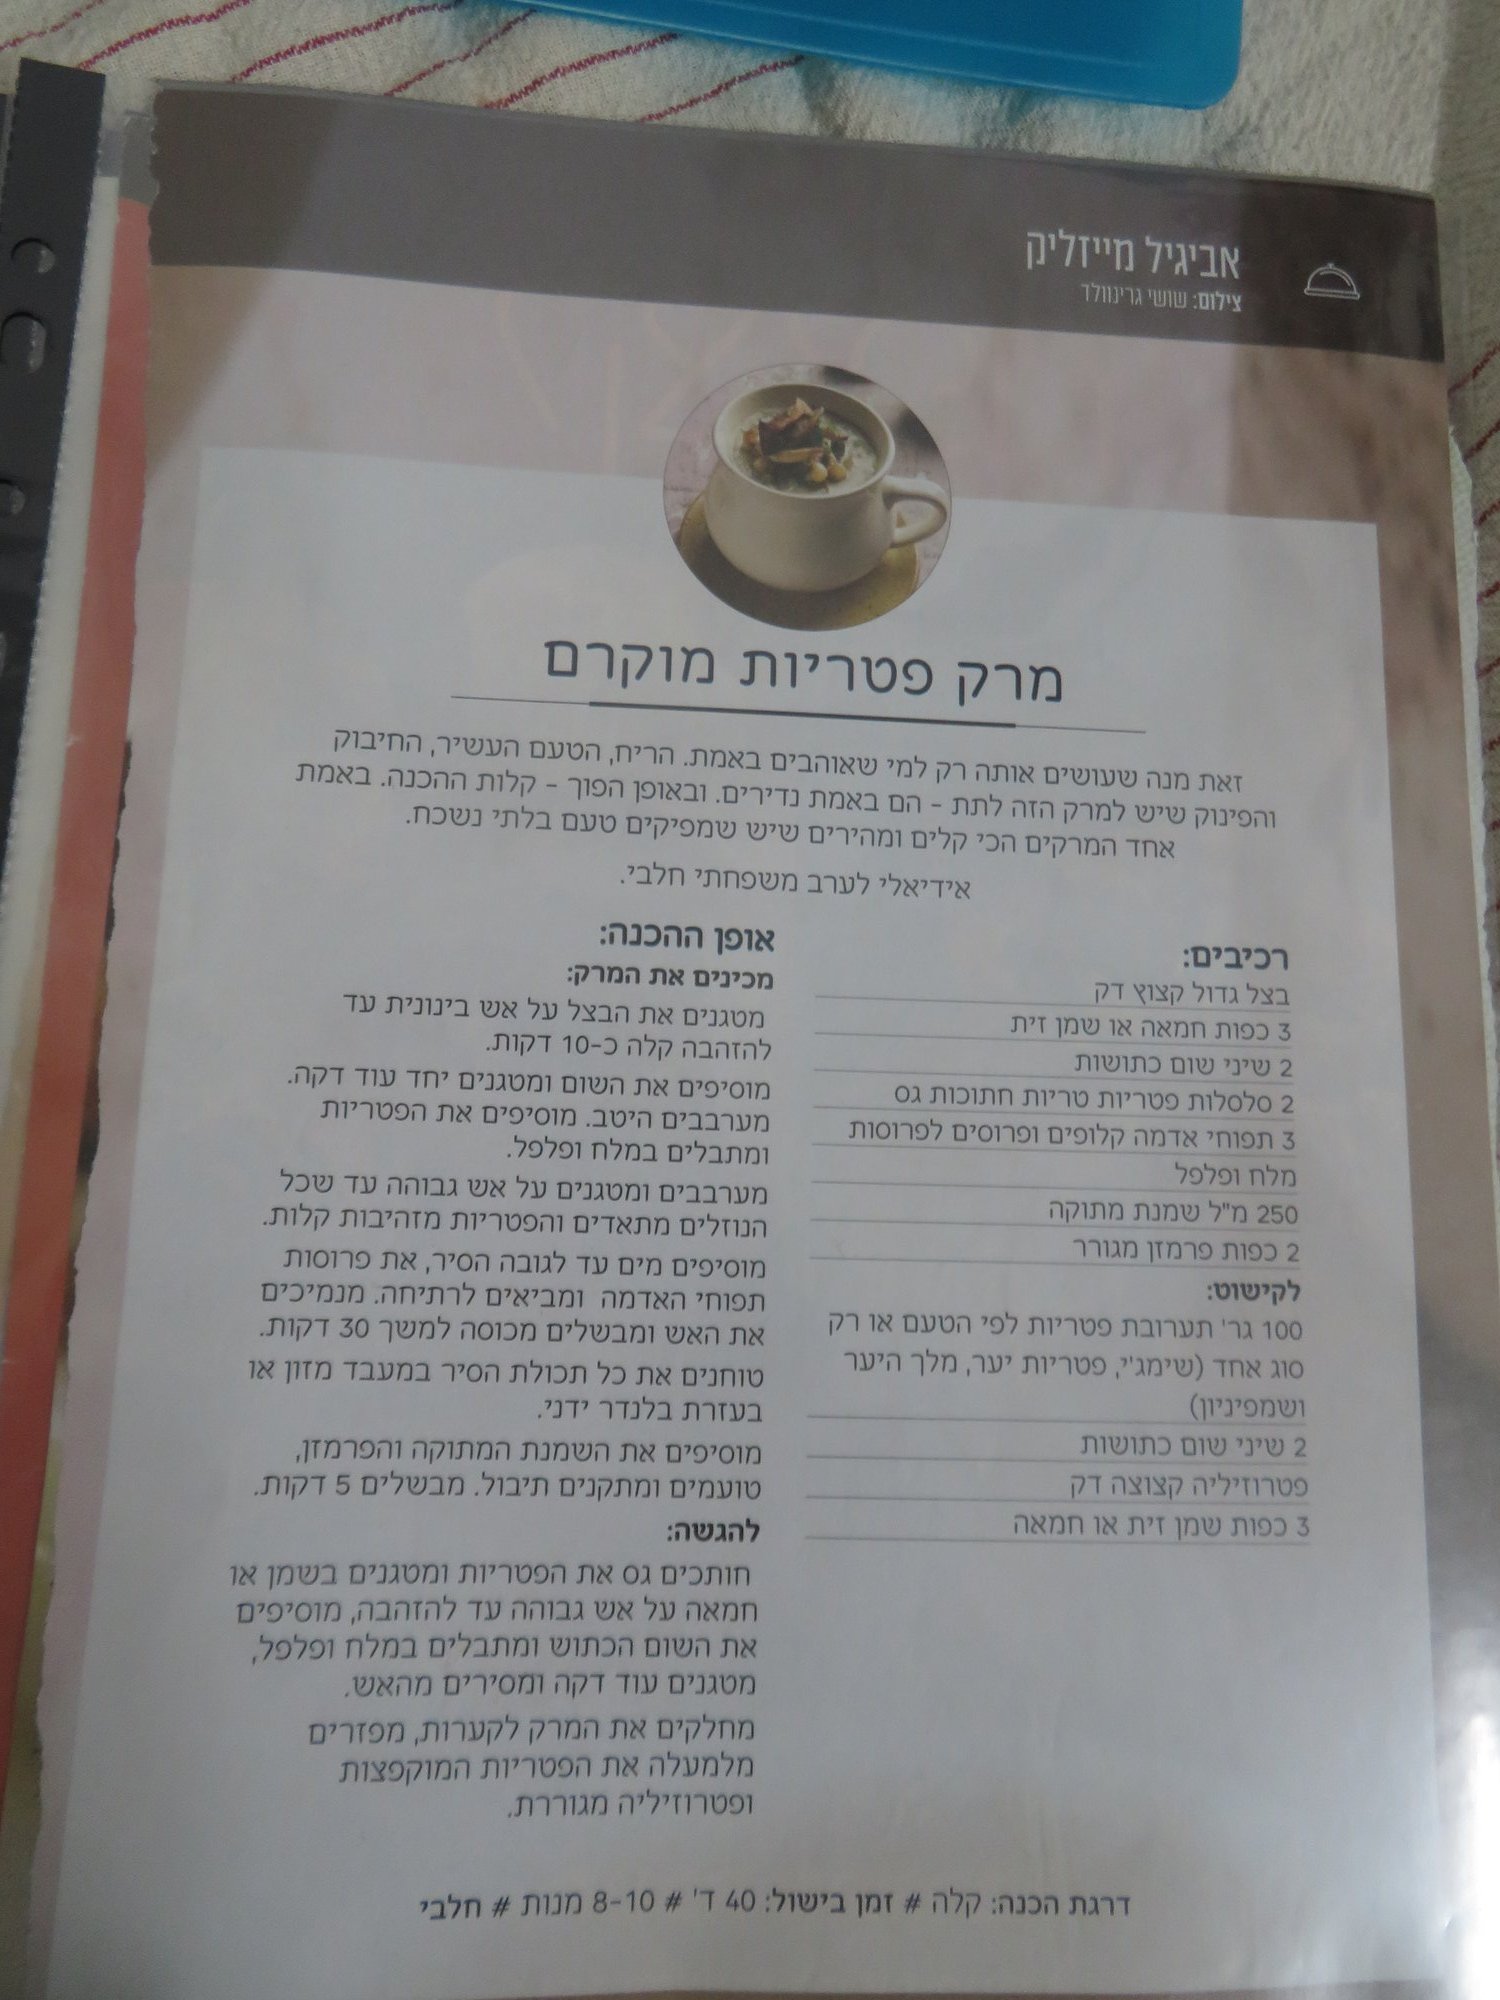 אביגיל מייזליק
צילום: שושי גרינוולד
מרק פטריות מוקרם
זאת מנה שעושים אותה רק למי שאוהבים באמת. הריח, הטעם העשיר, החיבוק
והפינוק שיש למרק הזה לתת - הם באמת נדירים. ובאופן הפוך - קלות ההכנה. באמת
אחד המרקים הכי קלים ומהירים שיש שמפיקים טעם בלתי נשכח.
אידיאלי לערב משפחתי חלבי.
רכיבים:
בצל גדול קצוץ דק
3 כפות חמאה או שמן זית
2 שיני שום כתושות
2 סלסלות פטריות טריות חתוכות גס
3 תפוחי אדמה קלופים ופרוסים לפרוסות
מלח ופלפל
250 מ"ל שמנת מתוקה
2 כפות פרמזן מגורר
לקישוט:
100 גר' תערובת פטריות לפי הטעם או רק
סוג אחד (שימג'י, פטריות יער, מלך היער
ושמפיניון)
2 שיני שום כתושות
פטרוזיליה קצוצה דק
3 כפות שמן זית או חמאה
אופן ההכנה:
מכינים את המרק:
מטגנים את הבצל על אש בינונית עד
להזהבה קלה כ-10 דקות.
מוסיפים את השום ומטגנים יחד עוד דקה.
מערבבים היטב. מוסיפים את הפטריות
ומתבלים במלח ופלפל.
מערבבים ומטגנים על אש גבוהה עד שכל
הנוזלים מתאדים והפטריות מזהיבות קלות.
מוסיפים מים עד לגובה הסיר, את פרוסות
תפוחי האדמה ומביאים לרתיחה. מנמיכים
את האש ומבשלים מכוסה למשך 30 דקות.
טוחנים את כל תכולת הסיר במעבד מזון או
בעזרת בלנדר ידני.
מוסיפים את השמנת המתוקה והפרמזן,
טועמים ומתקנים תיבול. מבשלים 5 דקות.
להגשה:
חותכים גס את הפטריות ומטגנים בשמן או
חמאה על אש גבוהה עד להזהבה, מוסיפים
את השום הכתוש ומתבלים במלח ופלפל,
מטגנים עוד דקה ומסירים מהאש.
מחלקים את המרק לקערות, מפזרים
מלמעלה את הפטריות המוקפצות
ופטרוזיליה מגוררת.
דרגת הכנה: קלה # זמן בישול: 40 ד' # 8-10 מנות # חלבי